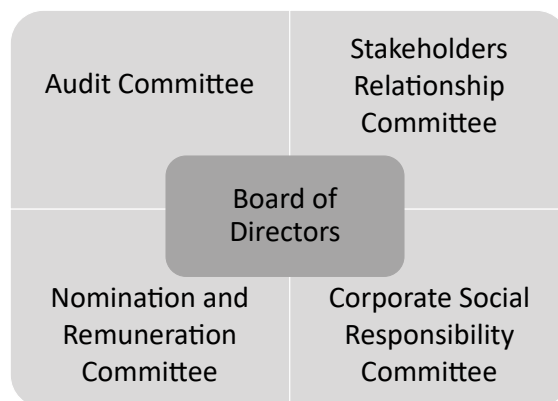 Audit Committee
Stakeholders
Relationship
Committee
Board of
Directors
Nomination and
Remuneration
Committee
Corporate Social
Responsibility
Committee